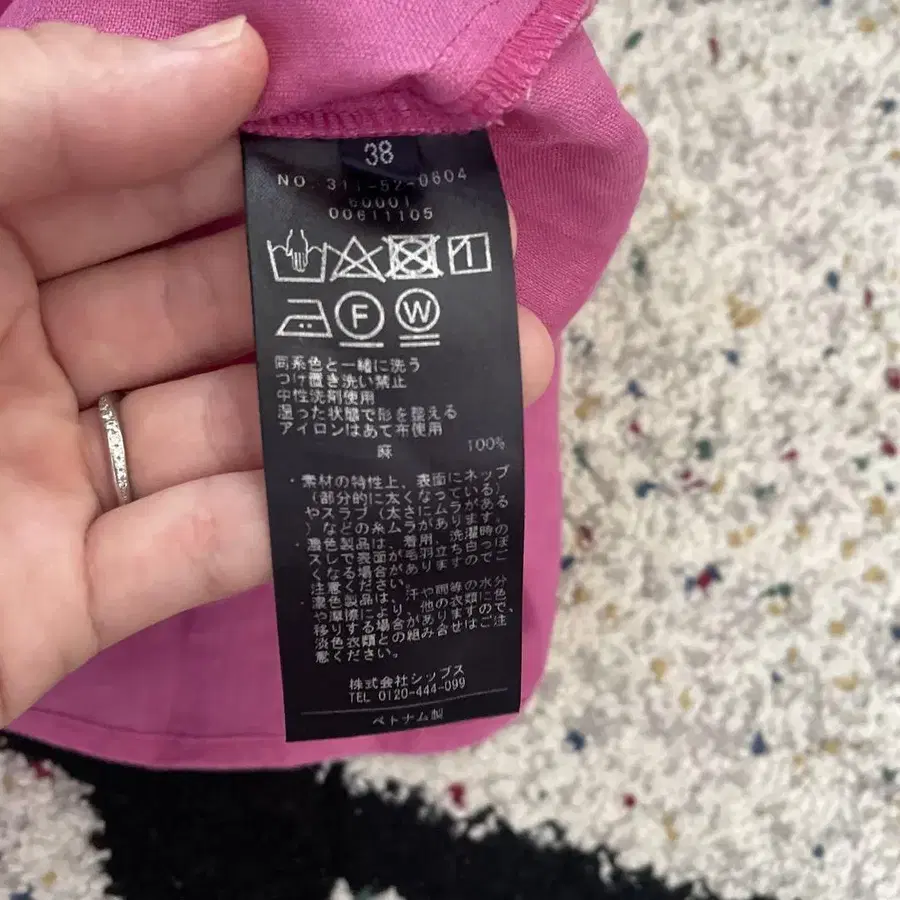 38
NO. 311-52-0604
60001
00611105
F
W
同系色と一緒に洗う
つけ置き洗い禁止
中性洗剤使用
湿った状態で形を整える
アイロンはあて布使用
麻 100%
・素材の特性上、表面にネップ
（部分的に太くなっている）
やスラブ（太さにムラがある
）などの糸ムラがあります。
・濃色製品は、着用、洗濯時の
スレで表面が毛羽立ち白っぽ
くなる場合がありますのでご
注意ください。
・濃色製品は、汗や雨等の水分
や摩擦により、他の衣類に色
移りする場合がありますので、
淡色衣類との組み合せはご注
意ください。
株式会社シップス
TEL 0120-444-099
ベトナム製